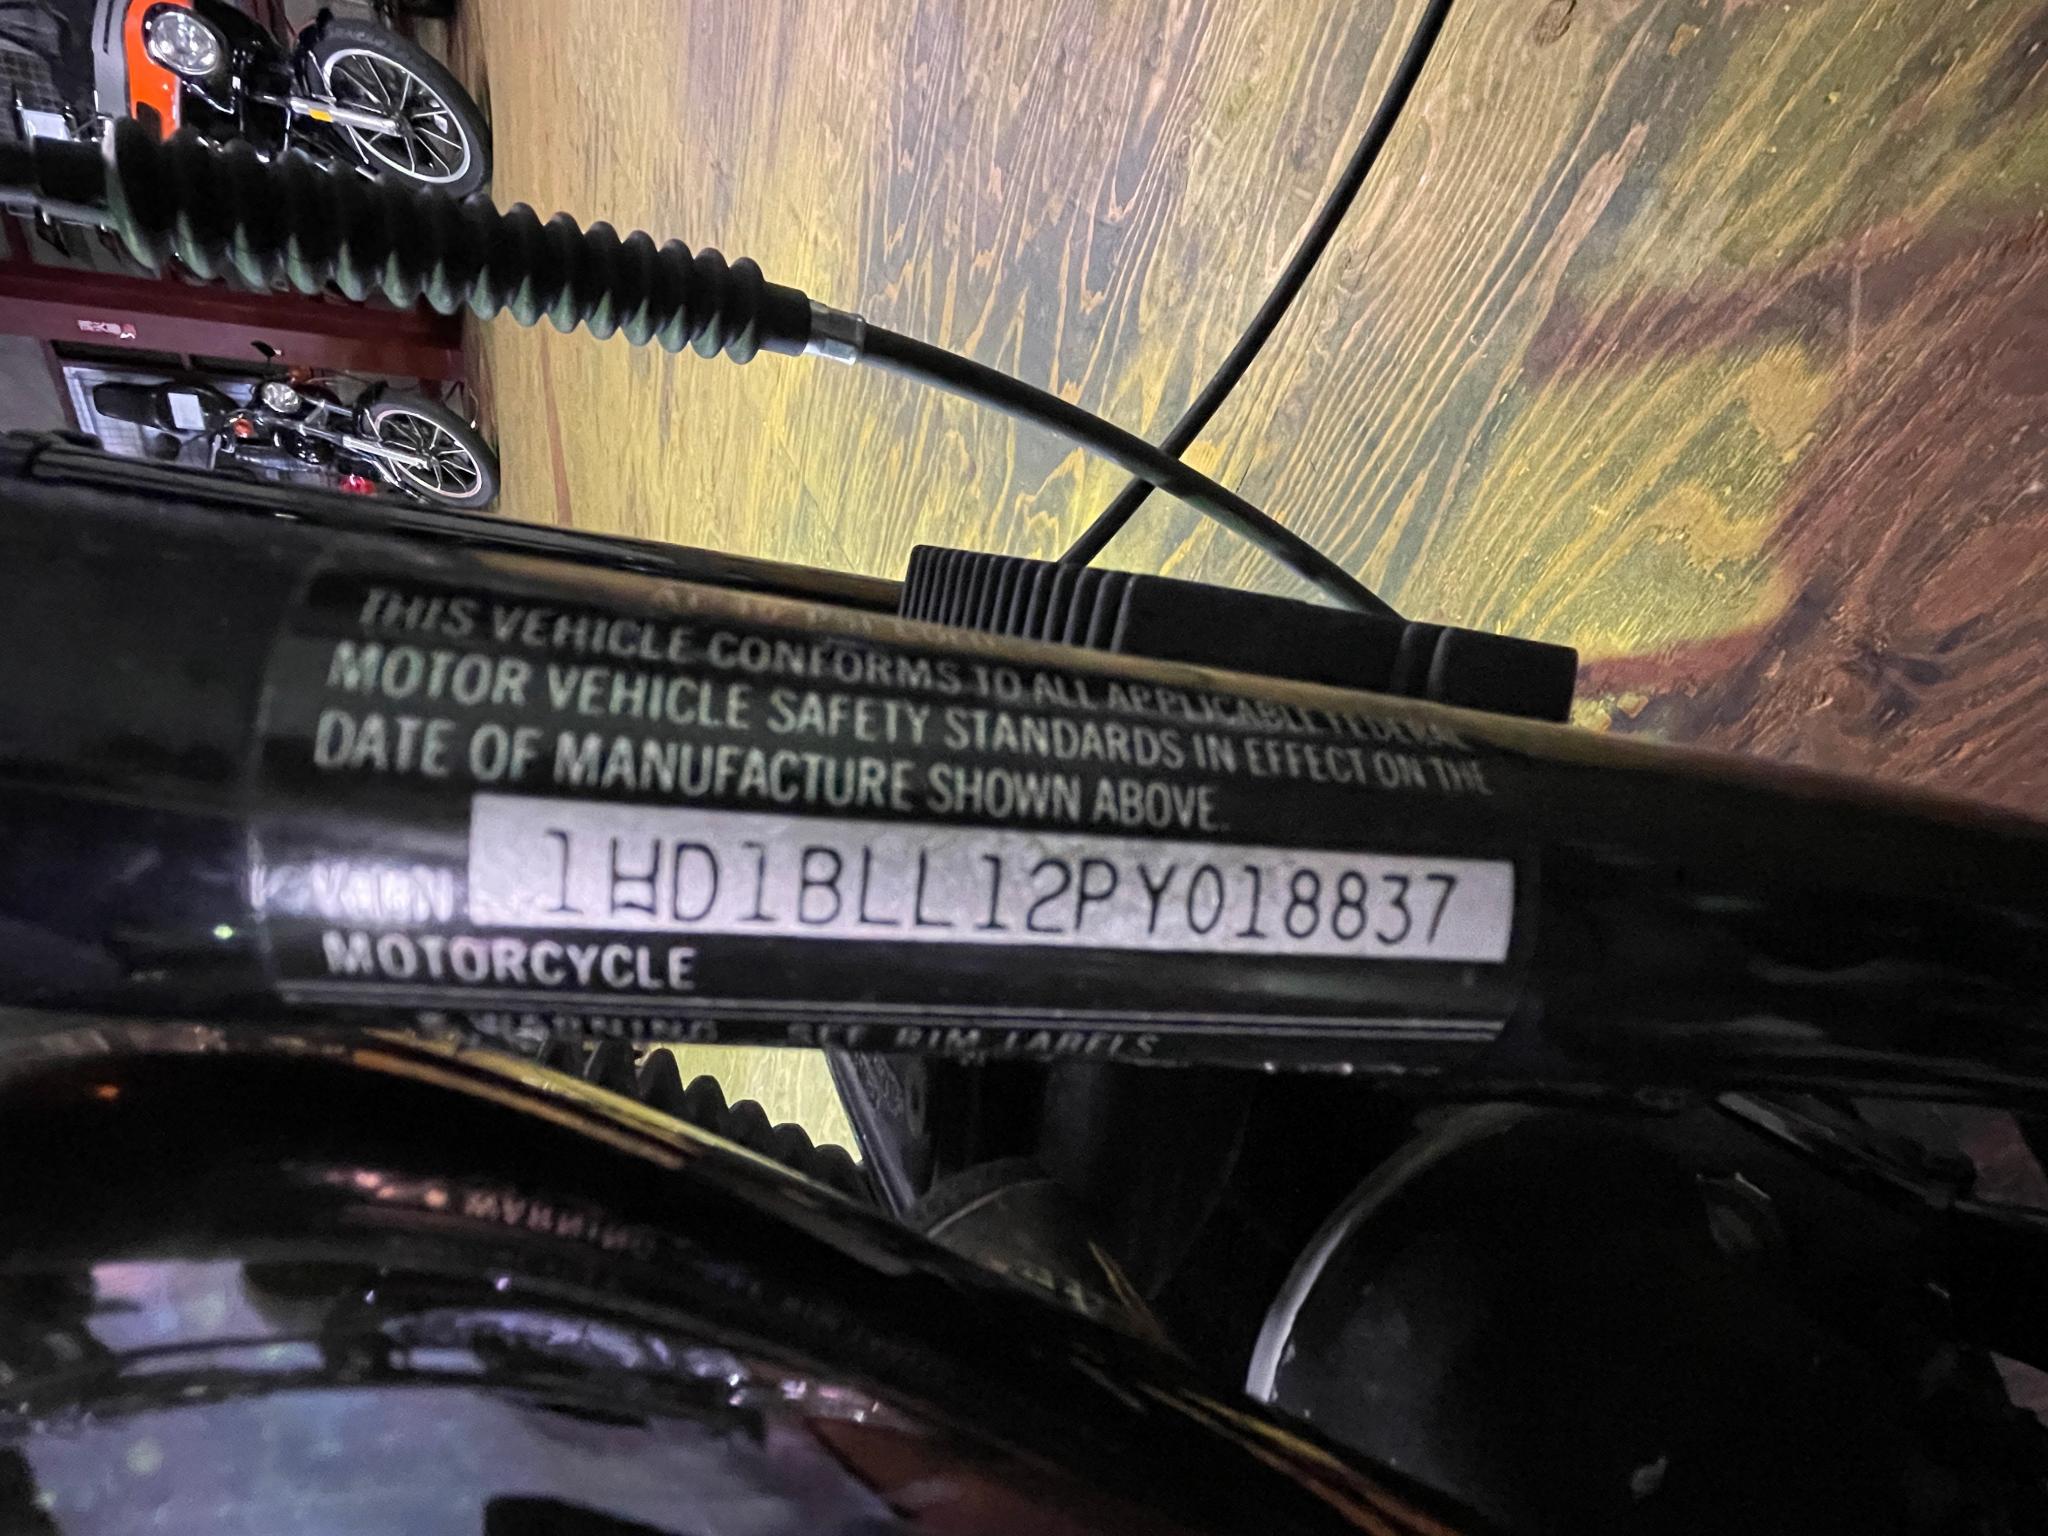 THIS VEHICLE CONFORMS TO ALL APPLICABLE FEDERAL
MOTOR VEHICLE SAFETY STANDARDS IN EFFECT ON THE
DATE OF MANUFACTURE SHOWN ABOVE.
V.I.N. 1HD1BLL12PY018837
MOTORCYCLE
WARNING SEE RIM LABELS